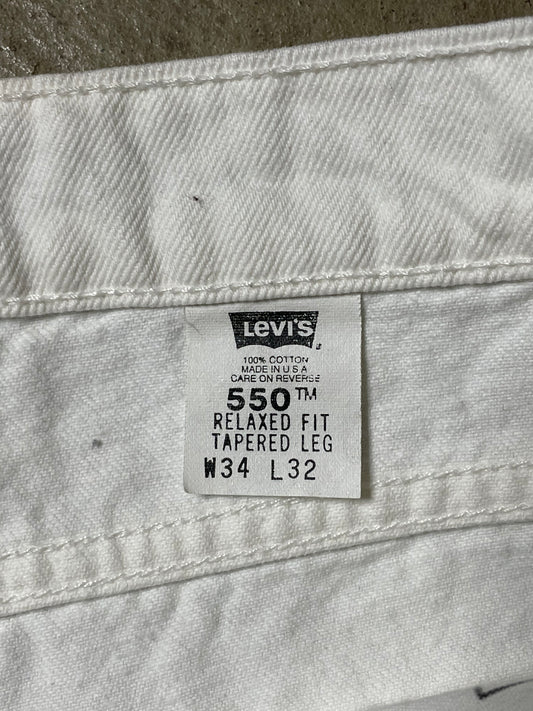 Levi's
100% COTTON
MADE IN U S A
CARE ON REVERSE
550™
RELAXED FIT
TAPERED LEG
W34 L32